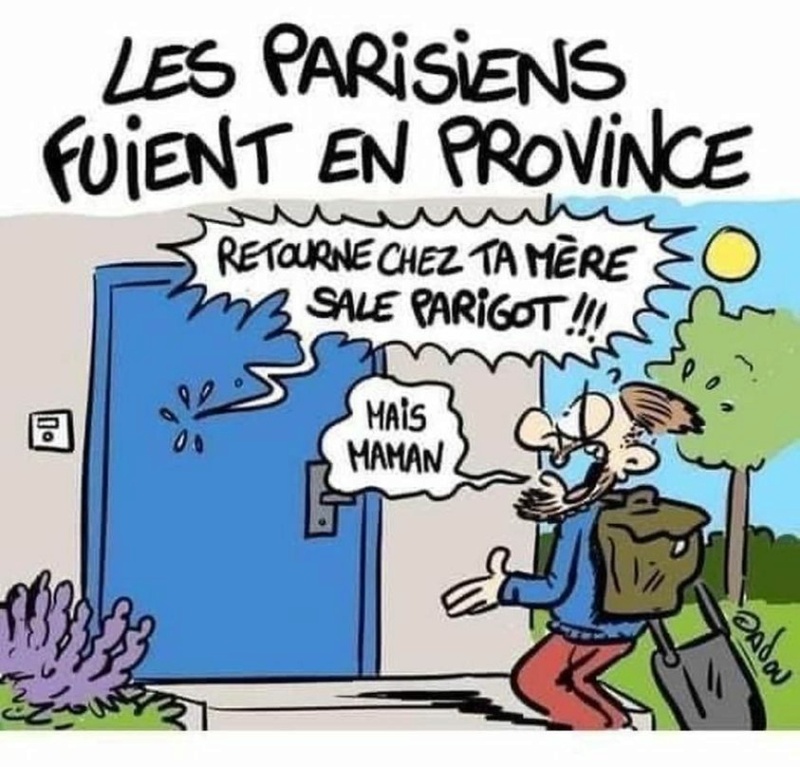 LES PARISIENS
FUIENT EN PROVINCE
RETOURNE CHEZ TA MÈRE
SALE PARIGOT !!!
MAIS
MAMAN